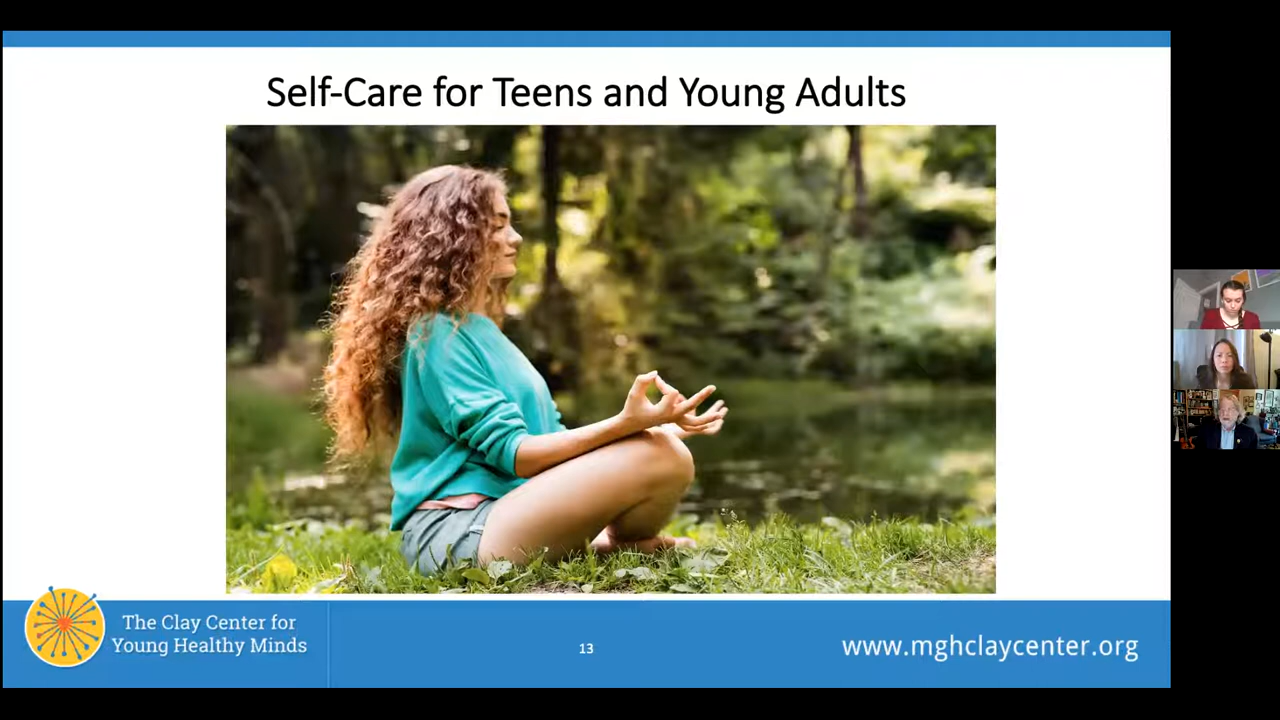 Self-Care for Teens and Young Adults
The Clay Center for
Young Healthy Minds
13
www.mghclaycenter.org